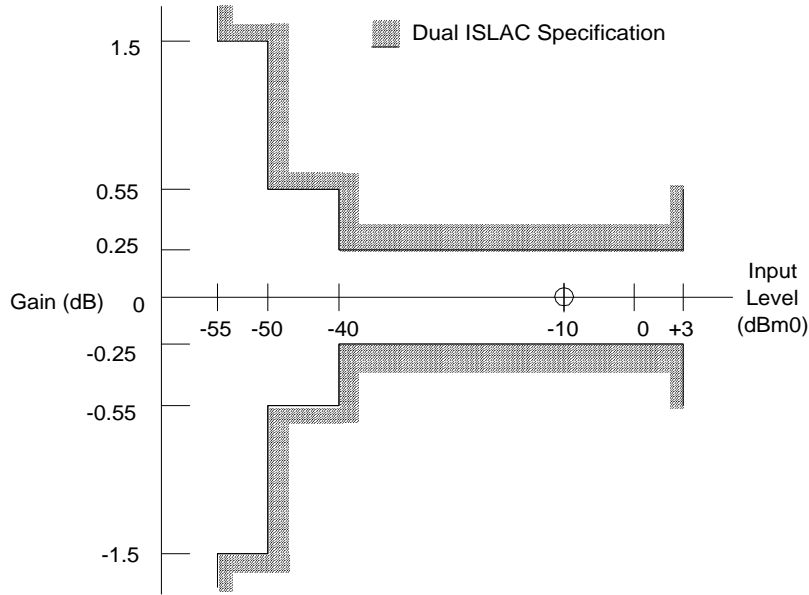 Dual ISLAC Specification
1.5
0.55
0.25
Gain (dB)
0
Input
Level
(dBm0)
-55
-50
-40
-10
0
+3
-0.25
-0.55
-1.5